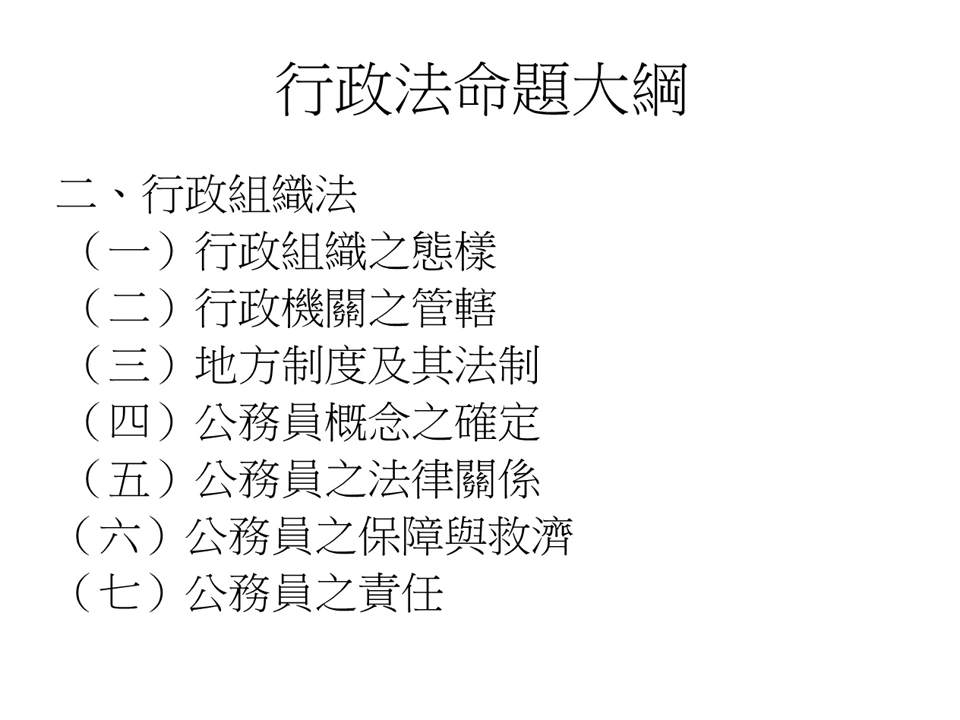 行政法命題大綱
二、行政組織法
（一）行政組織之態樣
（二）行政機關之管轄
（三）地方制度及其法制
（四）公務員概念之確定
（五）公務員之法律關係
（六）公務員之保障與救濟
（七）公務員之責任